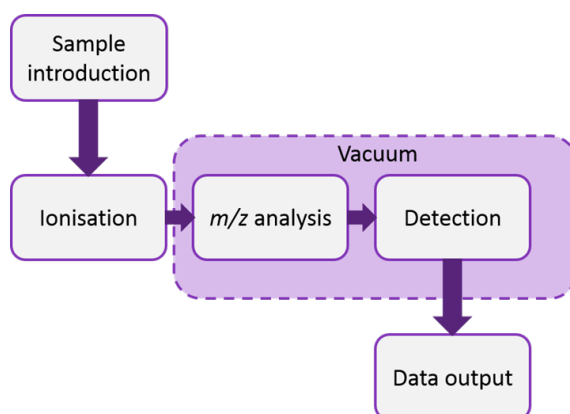 Sample
introduction
Vacuum
Ionisation
m/z analysis
Detection
Data output